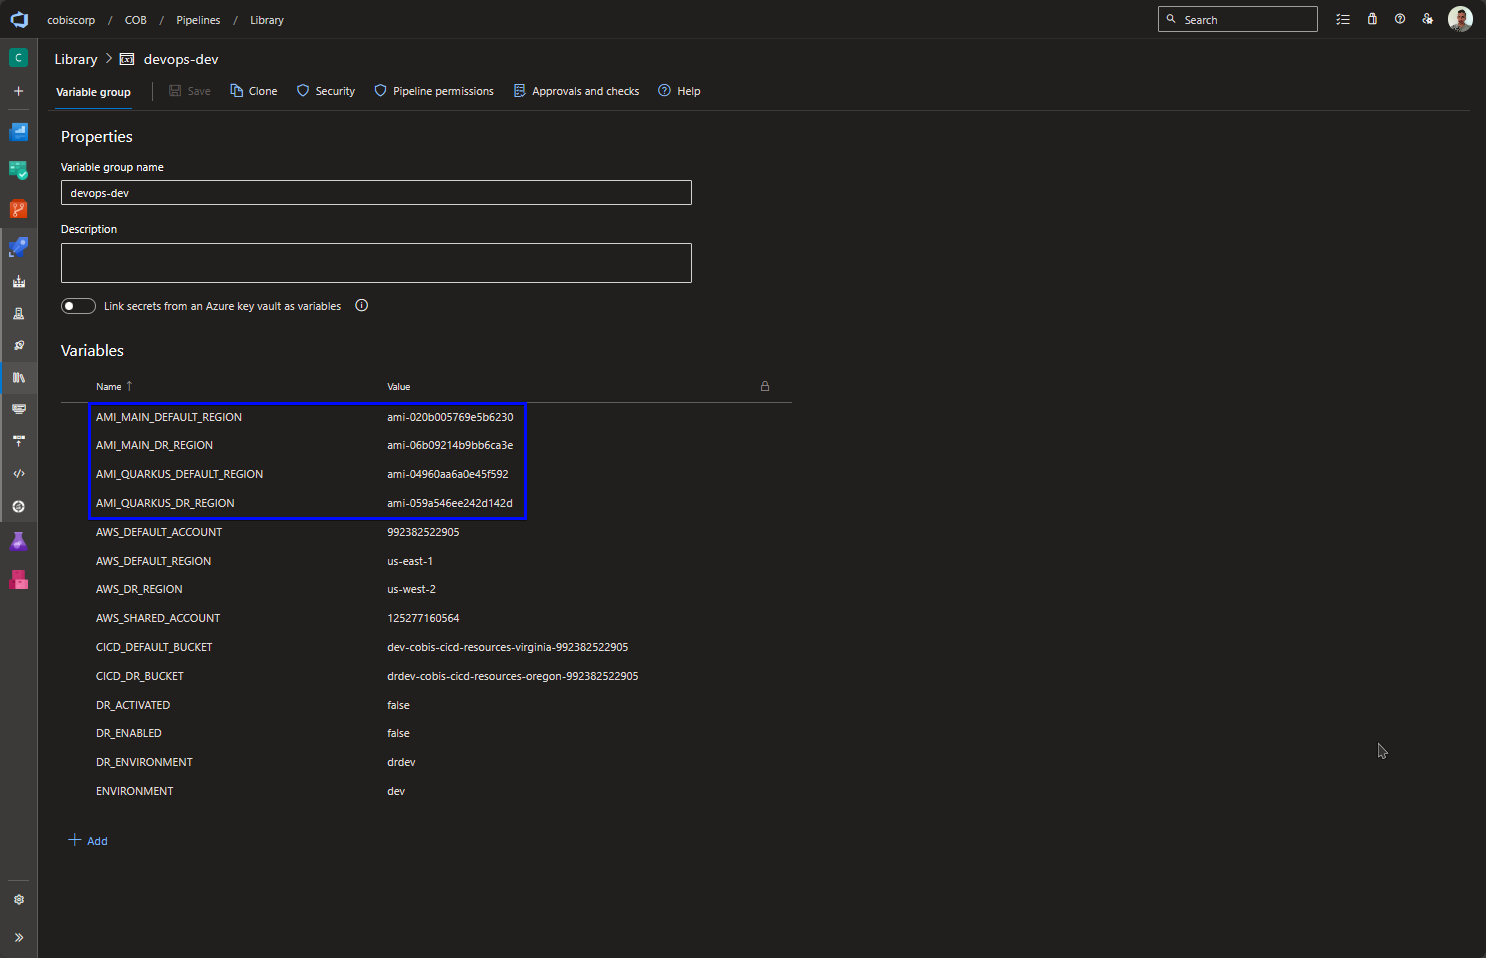 cobiscorp / COB / Pipelines / Library
Search
C
Library > devops-dev
Variable group
Save
Clone
Security
Pipeline permissions
Approvals and checks
Help
Properties
Variable group name
devops-dev
Description
Link secrets from an Azure key vault as variables
Variables
Name ↑ Value
AMI_MAIN_DEFAULT_REGION ami-020b005769e5b6230
AMI_MAIN_DR_REGION ami-06b09214b9bb6ca3e
AMI_QUARKUS_DEFAULT_REGION ami-04960aa6a0e45f592
AMI_QUARKUS_DR_REGION ami-059a546ee242d142d
AWS_DEFAULT_ACCOUNT 992382522905
AWS_DEFAULT_REGION us-east-1
AWS_DR_REGION us-west-2
AWS_SHARED_ACCOUNT 125277160564
CICD_DEFAULT_BUCKET dev-cobis-cicd-resources-virginia-992382522905
CICD_DR_BUCKET drdev-cobis-cicd-resources-oregon-992382522905
DR_ACTIVATED false
DR_ENABLED false
DR_ENVIRONMENT drdev
ENVIRONMENT dev
+ Add